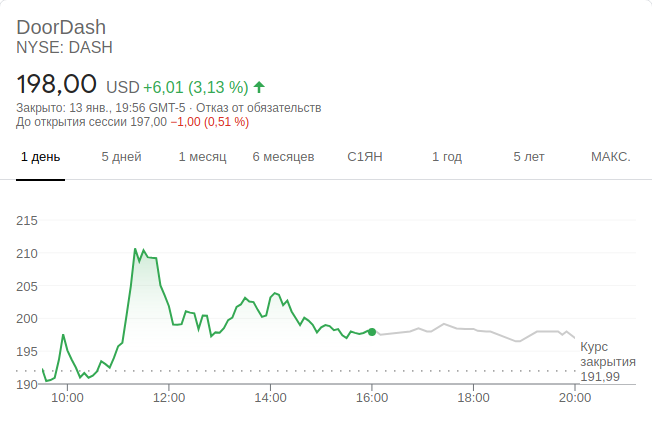 DoorDash
NYSE: DASH
198,00 USD +6,01 (3,13 %)
Закрыто: 13 янв., 19:56 GMT-5 · Отказ от обязательств
До открытия сессии 197,00 −1,00 (0,51 %)
1 день 5 дней 1 месяц 6 месяцев С1ЯН 1 год 5 лет МАКС.
215
210
205
200
195
190
Курс
закрытия
191,99
10:00 12:00 14:00 16:00 18:00 20:00